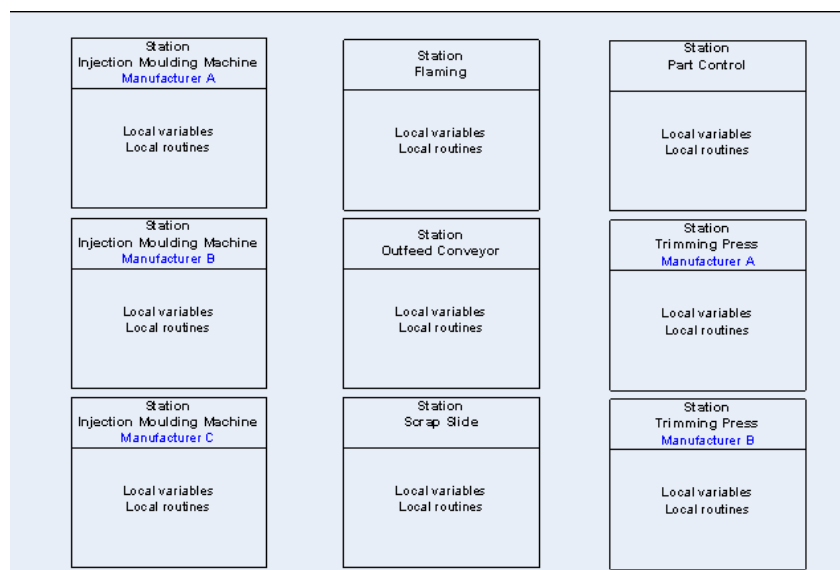 Station
Injection Moulding Machine
Manufacturer A
Local variables
Local routines
Station
Flaming
Local variables
Local routines
Station
Part Control
Local variables
Local routines
Station
Injection Moulding Machine
Manufacturer B
Local variables
Local routines
Station
Outfeed Conveyor
Local variables
Local routines
Station
Trimming Press
Manufacturer A
Local variables
Local routines
Station
Injection Moulding Machine
Manufacturer C
Local variables
Local routines
Station
Scrap Slide
Local variables
Local routines
Station
Trimming Press
Manufacturer B
Local variables
Local routines